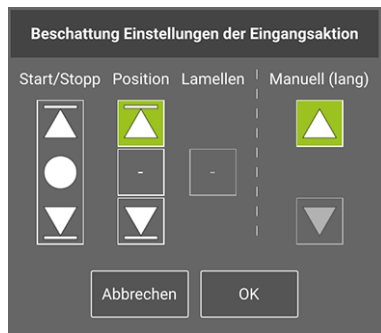 Beschattung Einstellungen der Eingangsaktion
Start/Stopp Position Lamellen Manuell (lang)
- -
Abbrechen OK